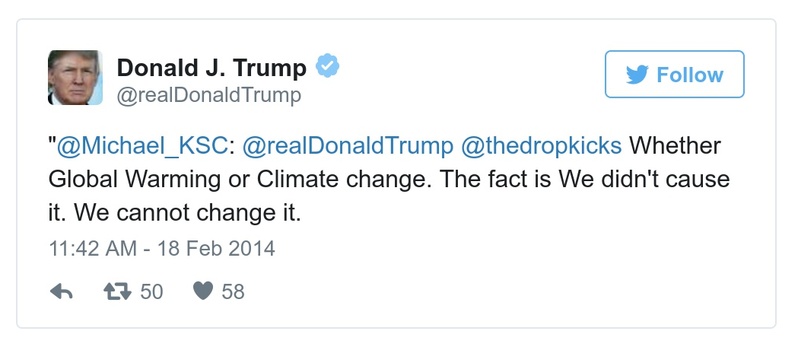 Donald J. Trump
@realDonaldTrump
Follow
"@Michael_KSC: @realDonaldTrump @thedropkicks Whether
Global Warming or Climate change. The fact is We didn't cause
it. We cannot change it.
11:42 AM - 18 Feb 2014
50 58